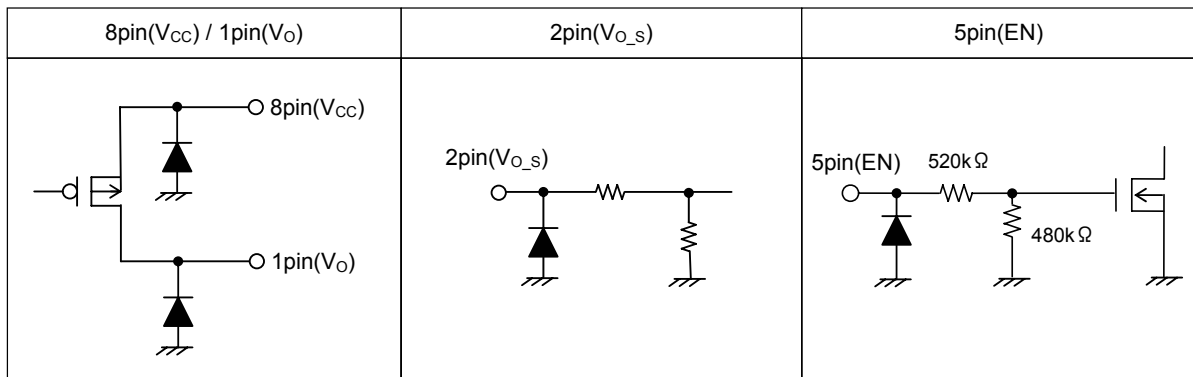 8pin(VCC) / 1pin(VO)
2pin(VO_S)
5pin(EN)
8pin(VCC)
1pin(VO)
2pin(VO_S)
5pin(EN)
520kΩ
480kΩ